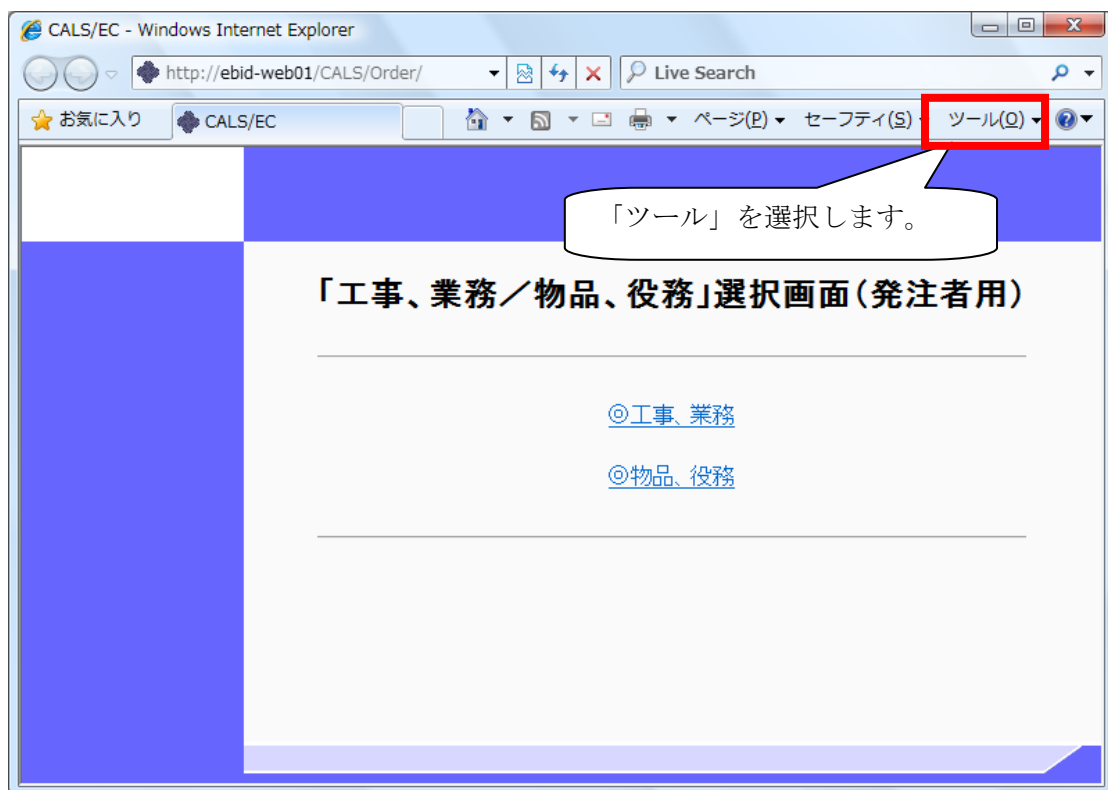 CALS/EC - Windows Internet Explorer
http://ebid-web01/CALS/Order/
Live Search
お気に入り
CALS/EC
ページ(P)
セーフティ(S)
ツール(O)
「ツール」を選択します。
「工事、業務／物品、役務」選択画面(発注者用)
◎工事、業務
◎物品、役務